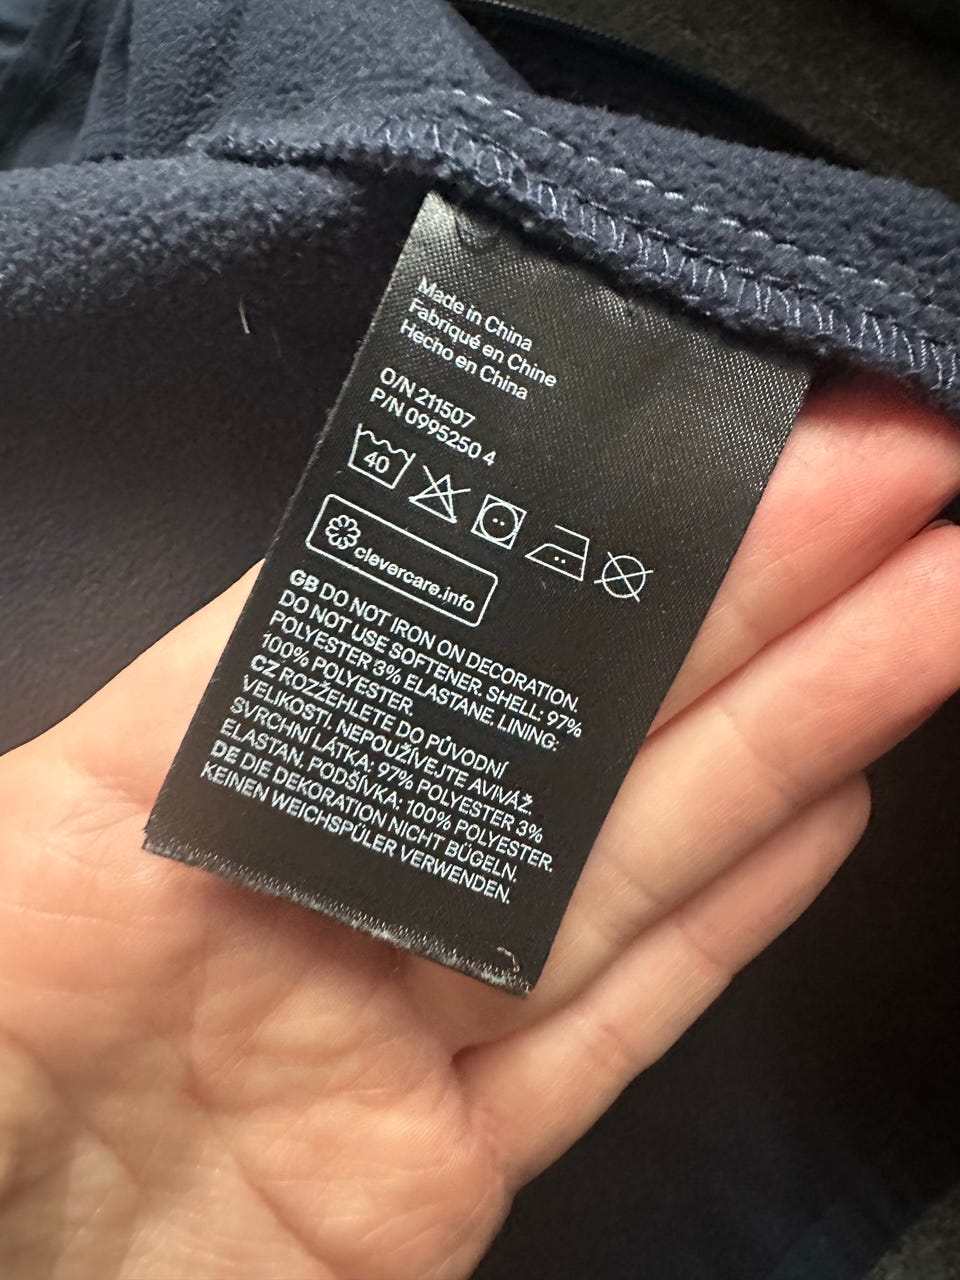 Made in China
Fabriqué en Chine
Hecho en China
O/N 211507
P/N 0995250 4
40
clevercare.info
GB DO NOT IRON ON DECORATION.
DO NOT USE SOFTENER. SHELL: 97%
POLYESTER 3% ELASTANE. LINING:
100% POLYESTER.
CZ ROZŽEHLETE DO PŮVODNÍ
VELIKOSTI. NEPOUŽÍVEJTE AVIVÁŽ.
SVRCHNÍ LÁTKA: 97% POLYESTER 3%
ELASTAN. PODŠÍVKA: 100% POLYESTER.
DE DIE DEKORATION NICHT BÜGELN.
KEINEN WEICHSPÜLER VERWENDEN.